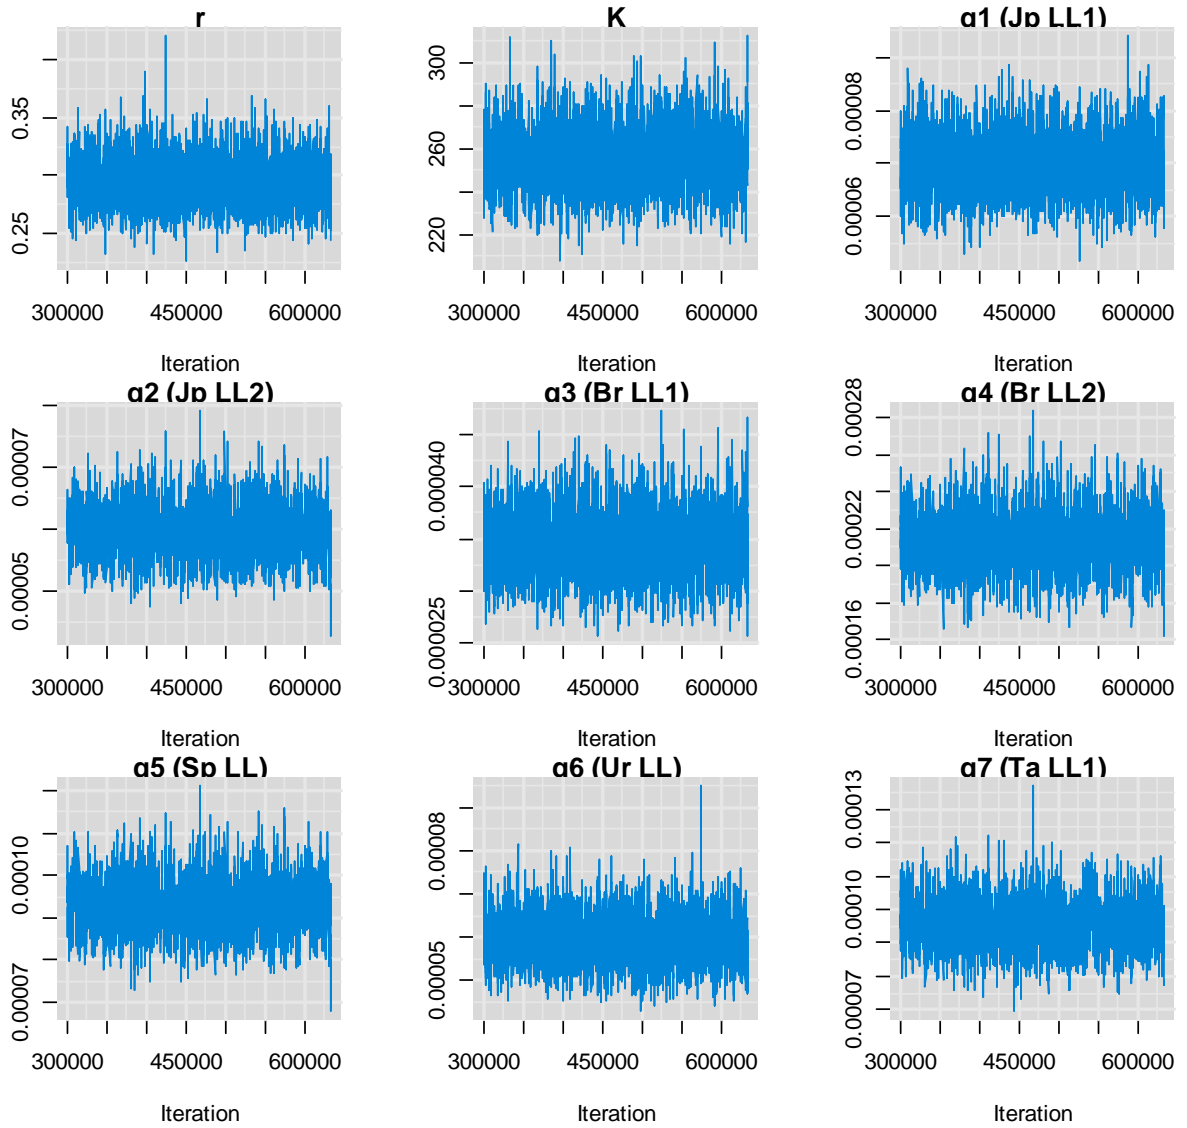 r
K
q1 (Jp LL1)
0.25 0.35
220 260 300
0.00006 0.00008
300000 450000 600000
300000 450000 600000
300000 450000 600000
Iteration
Iteration
Iteration
q2 (Jp LL2)
q3 (Br LL1)
q4 (Br LL2)
0.00005 0.00007
0.000025 0.000040
0.00016 0.00022 0.00028
300000 450000 600000
300000 450000 600000
300000 450000 600000
Iteration
Iteration
Iteration
q5 (Sp LL)
q6 (Ur LL)
q7 (Ta LL1)
0.00007 0.00010
0.00005 0.00008
0.00007 0.00010 0.00013
300000 450000 600000
300000 450000 600000
300000 450000 600000
Iteration
Iteration
Iteration